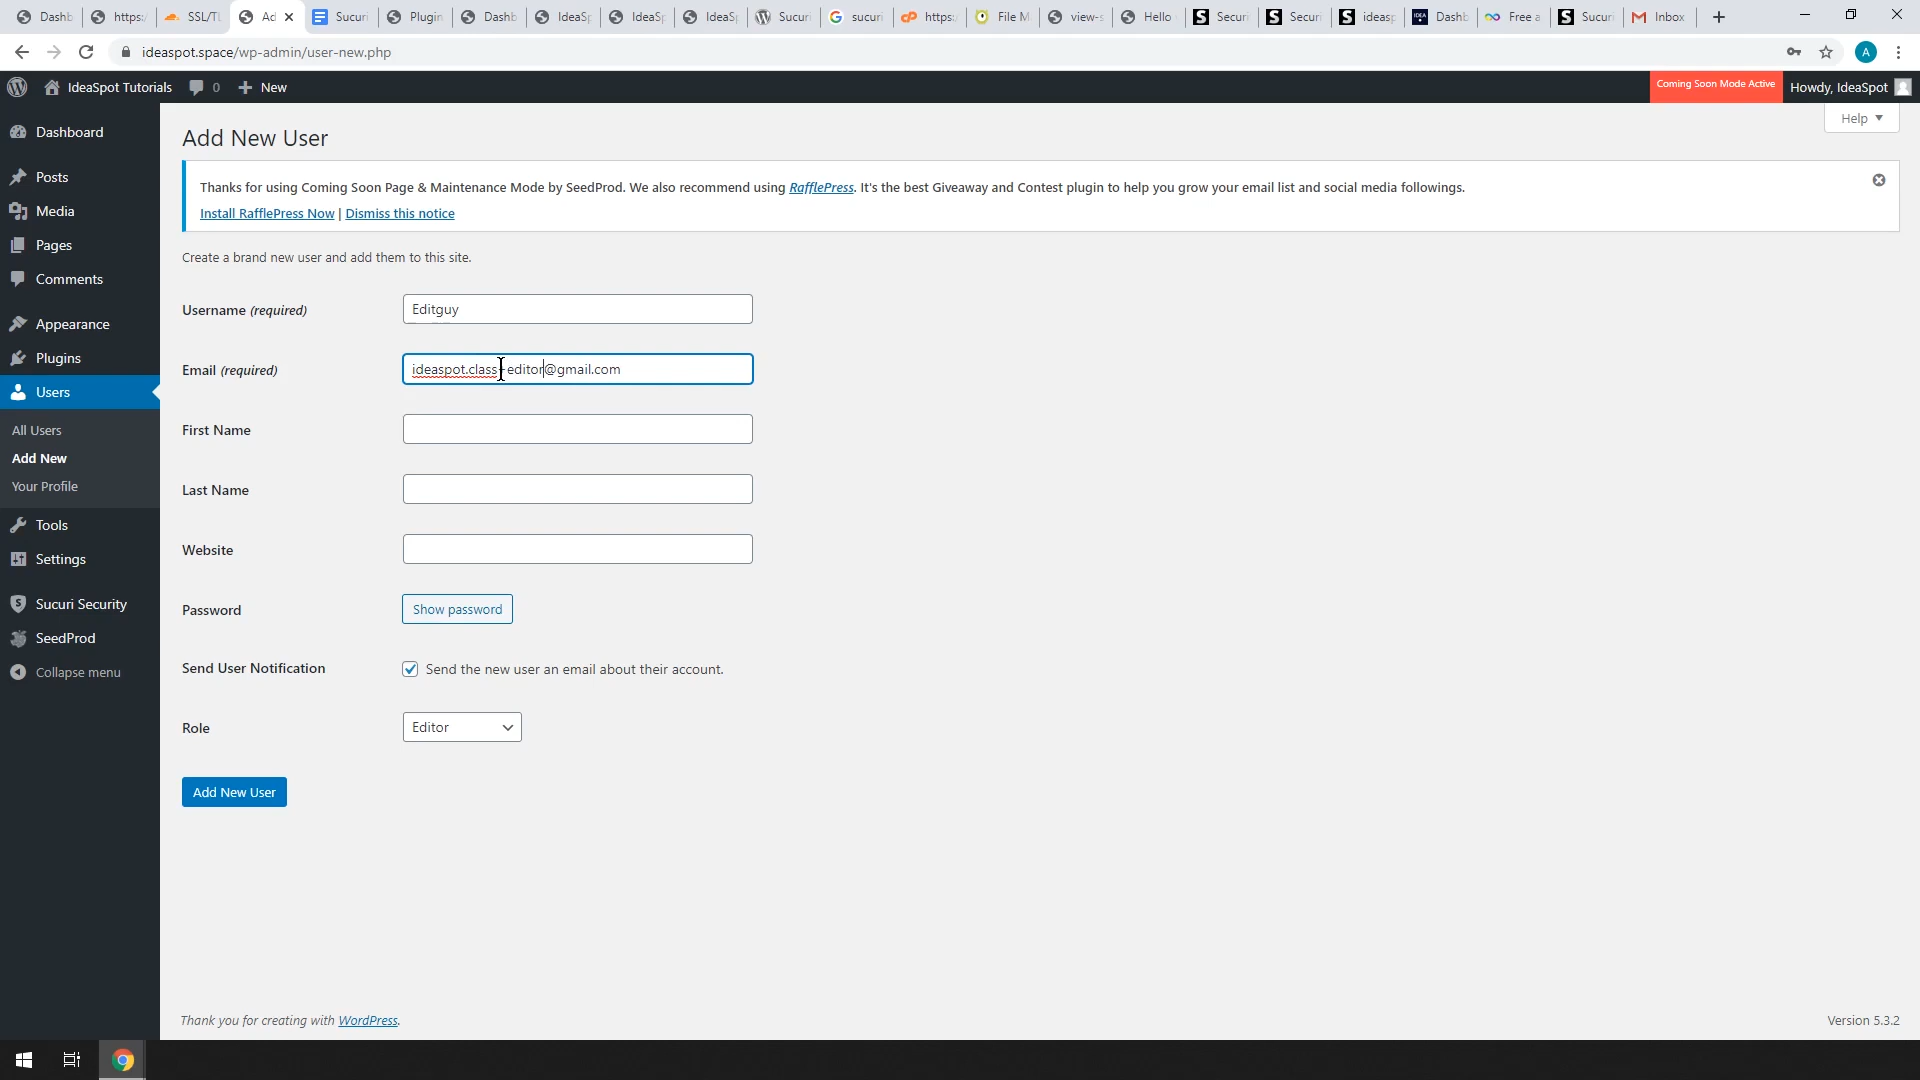 Dashb
https:
SSL/TL
Ad
Sucuri
Plugin
Dashb
IdeaSp
IdeaSp
IdeaSp
Sucuri
sucuri
https:
File M
view-s
Hello
Securi
Securi
ideasp
Dashb
Free a
Sucuri
Inbox
ideaspot.space/wp-admin/user-new.php
A
IdeaSpot Tutorials
0
New
Coming Soon Mode Active
Howdy, IdeaSpot
Help
Dashboard
Posts
Media
Pages
Comments
Appearance
Plugins
Users
All Users
Add New
Your Profile
Tools
Settings
Sucuri Security
SeedProd
Collapse menu
Add New User
Thanks for using Coming Soon Page & Maintenance Mode by SeedProd. We also recommend using RafflePress. It's the best Giveaway and Contest plugin to help you grow your email list and social media followings.
Install RafflePress Now | Dismiss this notice
Create a brand new user and add them to this site.
Username (required)
Editguy
Email (required)
ideaspot.class+editor@gmail.com
First Name
Last Name
Website
Password
Show password
Send User Notification
Send the new user an email about their account.
Role
Editor
Add New User
Thank you for creating with WordPress.
Version 5.3.2